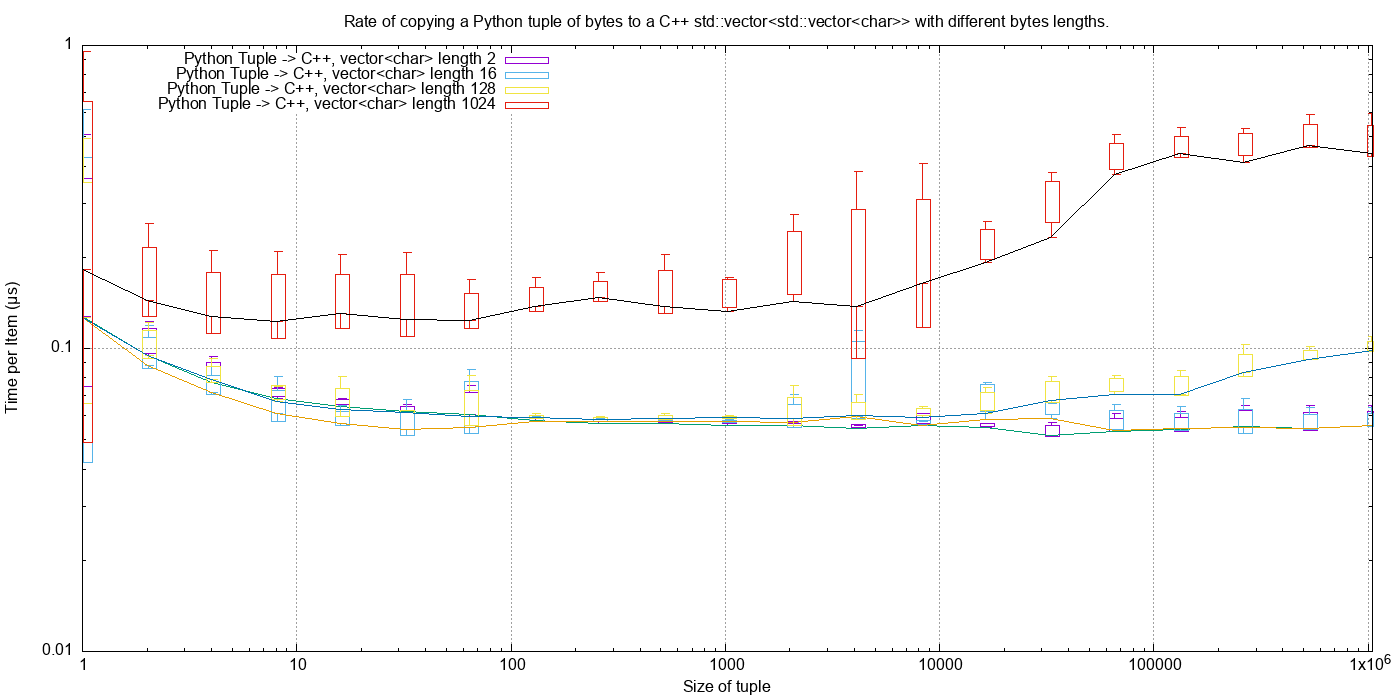 Rate of copying a Python tuple of bytes to a C++ std::vector<std::vector<char>> with different bytes lengths.
1
Python Tuple -> C++, vector<char> length 2
Python Tuple -> C++, vector<char> length 16
Python Tuple -> C++, vector<char> length 128
Python Tuple -> C++, vector<char> length 1024
Time per Item (µs)
0.1
0.01
1 10 100 1000 10000 100000 1x10⁶
Size of tuple